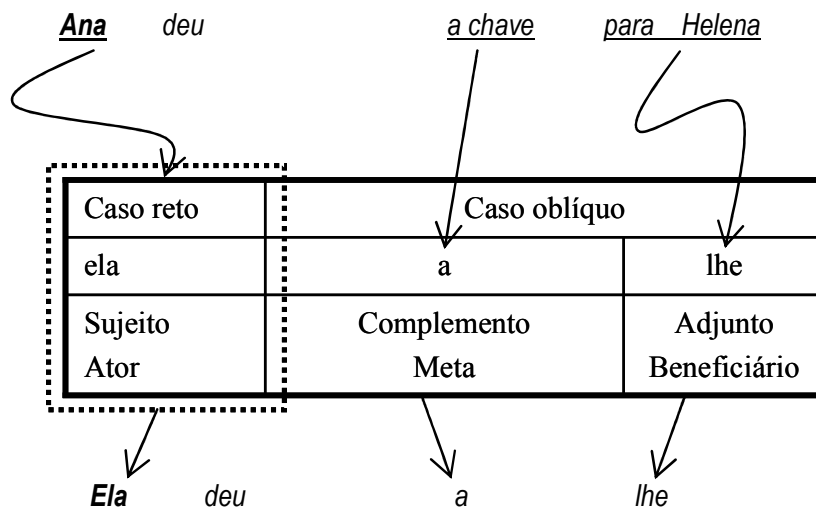 Ana deu a chave para Helena
Caso reto Caso oblíquo
ela a lhe
Sujeito Complemento Adjunto
Ator Meta Beneficiário
Ela deu a lhe